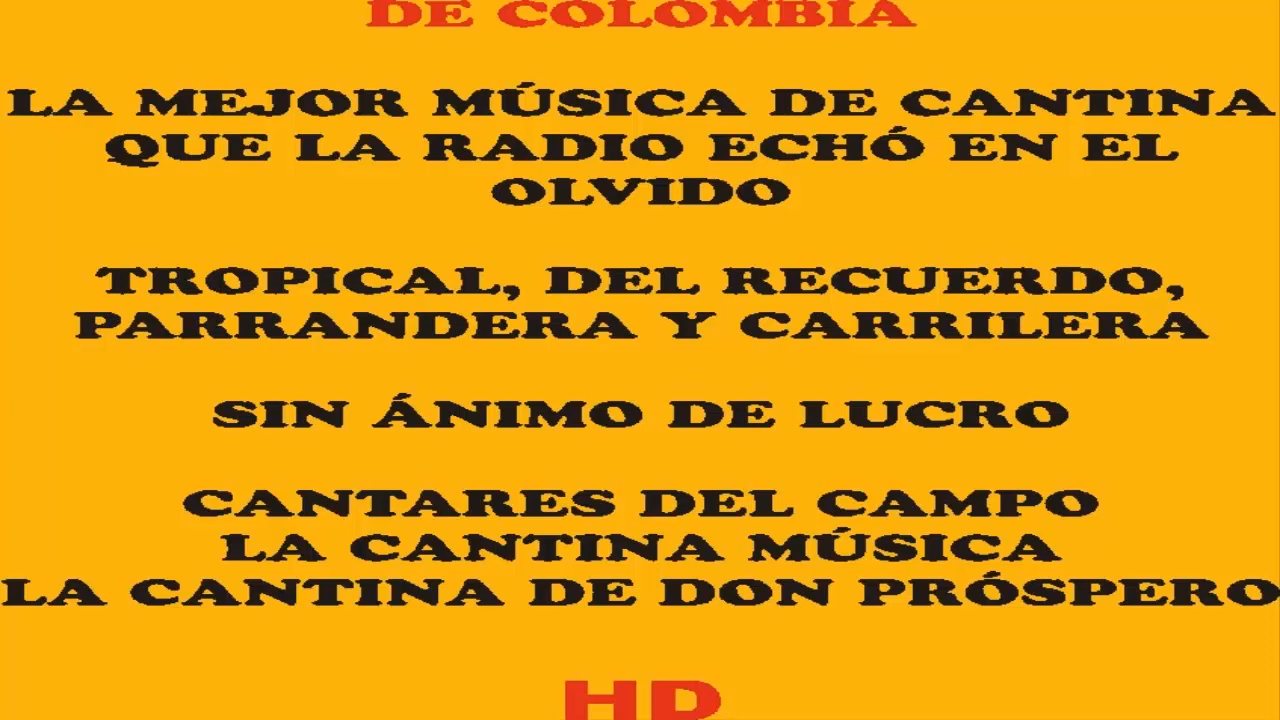 DE COLOMBIA
LA MEJOR MÚSICA DE CANTINA
QUE LA RADIO ECHÓ EN EL
OLVIDO
TROPICAL, DEL RECUERDO,
PARRANDERA Y CARRILERA
SIN ÁNIMO DE LUCRO
CANTARES DEL CAMPO
LA CANTINA MÚSICA
LA CANTINA DE DON PRÓSPERO
HD